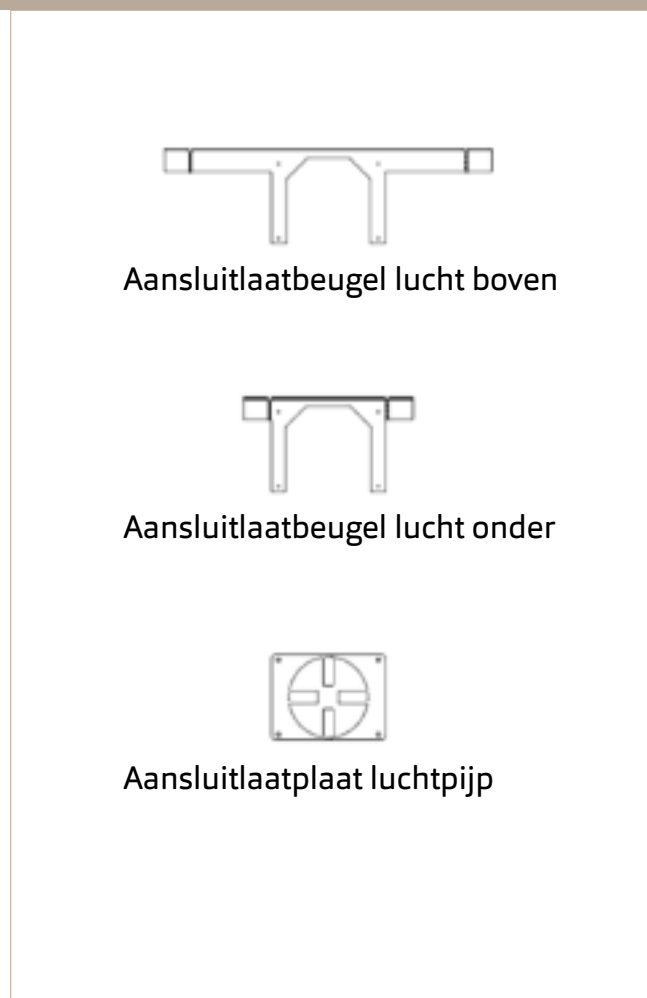 Aansluitlaatbeugel lucht boven
Aansluitlaatbeugel lucht onder
Aansluitlaatplaat luchtpijp